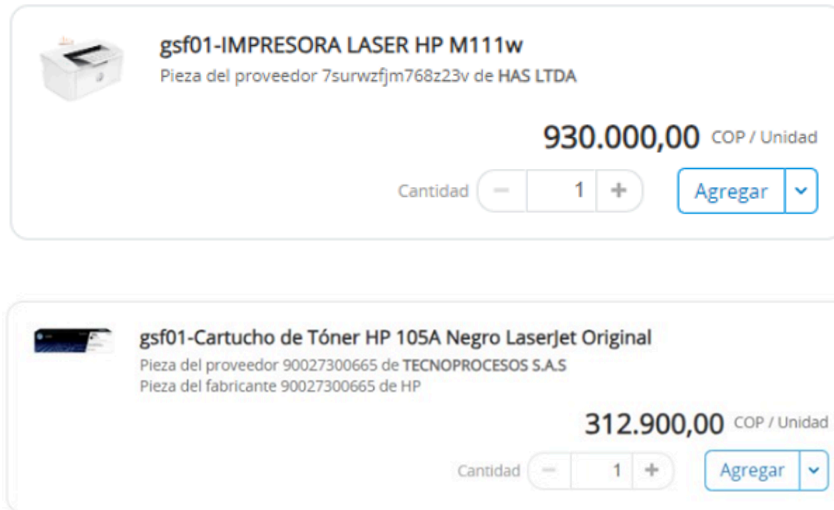 gsf01-IMPRESORA LASER HP M111w
Pieza del proveedor 7surwzfjm768z23v de HAS LTDA
930.000,00 COP / Unidad
Cantidad − 1 + Agregar
gsf01-Cartucho de Tóner HP 105A Negro LaserJet Original
Pieza del proveedor 90027300665 de TECNOPROCESOS S.A.S
Pieza del fabricante 90027300665 de HP
312.900,00 COP / Unidad
Cantidad − 1 + Agregar